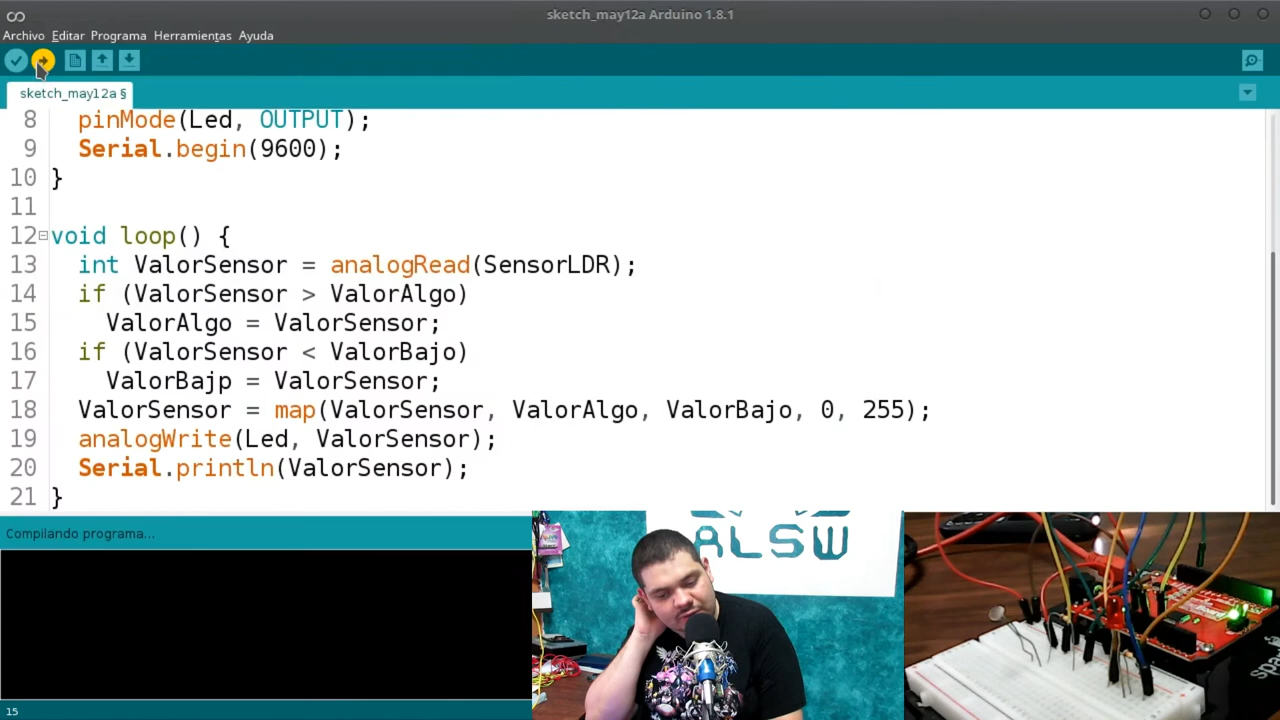 sketch_may12a Arduino 1.8.1
Archivo Editar Programa Herramientas Ayuda
sketch_may12a §
8 pinMode(Led, OUTPUT);
9 Serial.begin(9600);
10 }
11
12 void loop() {
13 int ValorSensor = analogRead(SensorLDR);
14 if (ValorSensor > ValorAlgo)
15 ValorAlgo = ValorSensor;
16 if (ValorSensor < ValorBajo)
17 ValorBajp = ValorSensor;
18 ValorSensor = map(ValorSensor, ValorAlgo, ValorBajo, 0, 255);
19 analogWrite(Led, ValorSensor);
20 Serial.println(ValorSensor);
21 }
Compilando programa...
ALSW
15